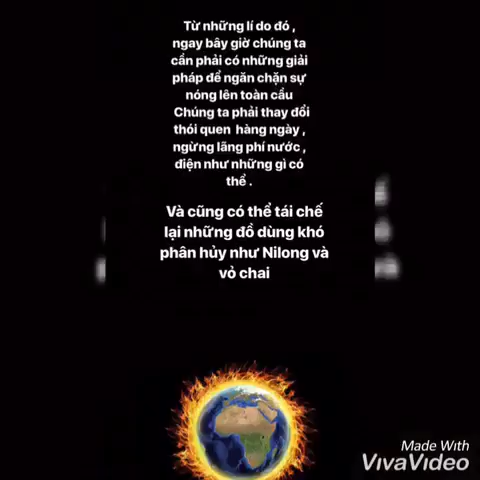 Từ những lí do đó ,
ngay bây giờ chúng ta
cần phải có những giải
pháp để ngăn chặn sự
nóng lên toàn cầu
Chúng ta phải thay đổi
thói quen hàng ngày ,
ngừng lãng phí nước ,
điện như những gì có
thể .
Và cũng có thể tái chế
lại những đồ dùng khó
phân hủy như Nilong và
vỏ chai
Made With
VivaVideo